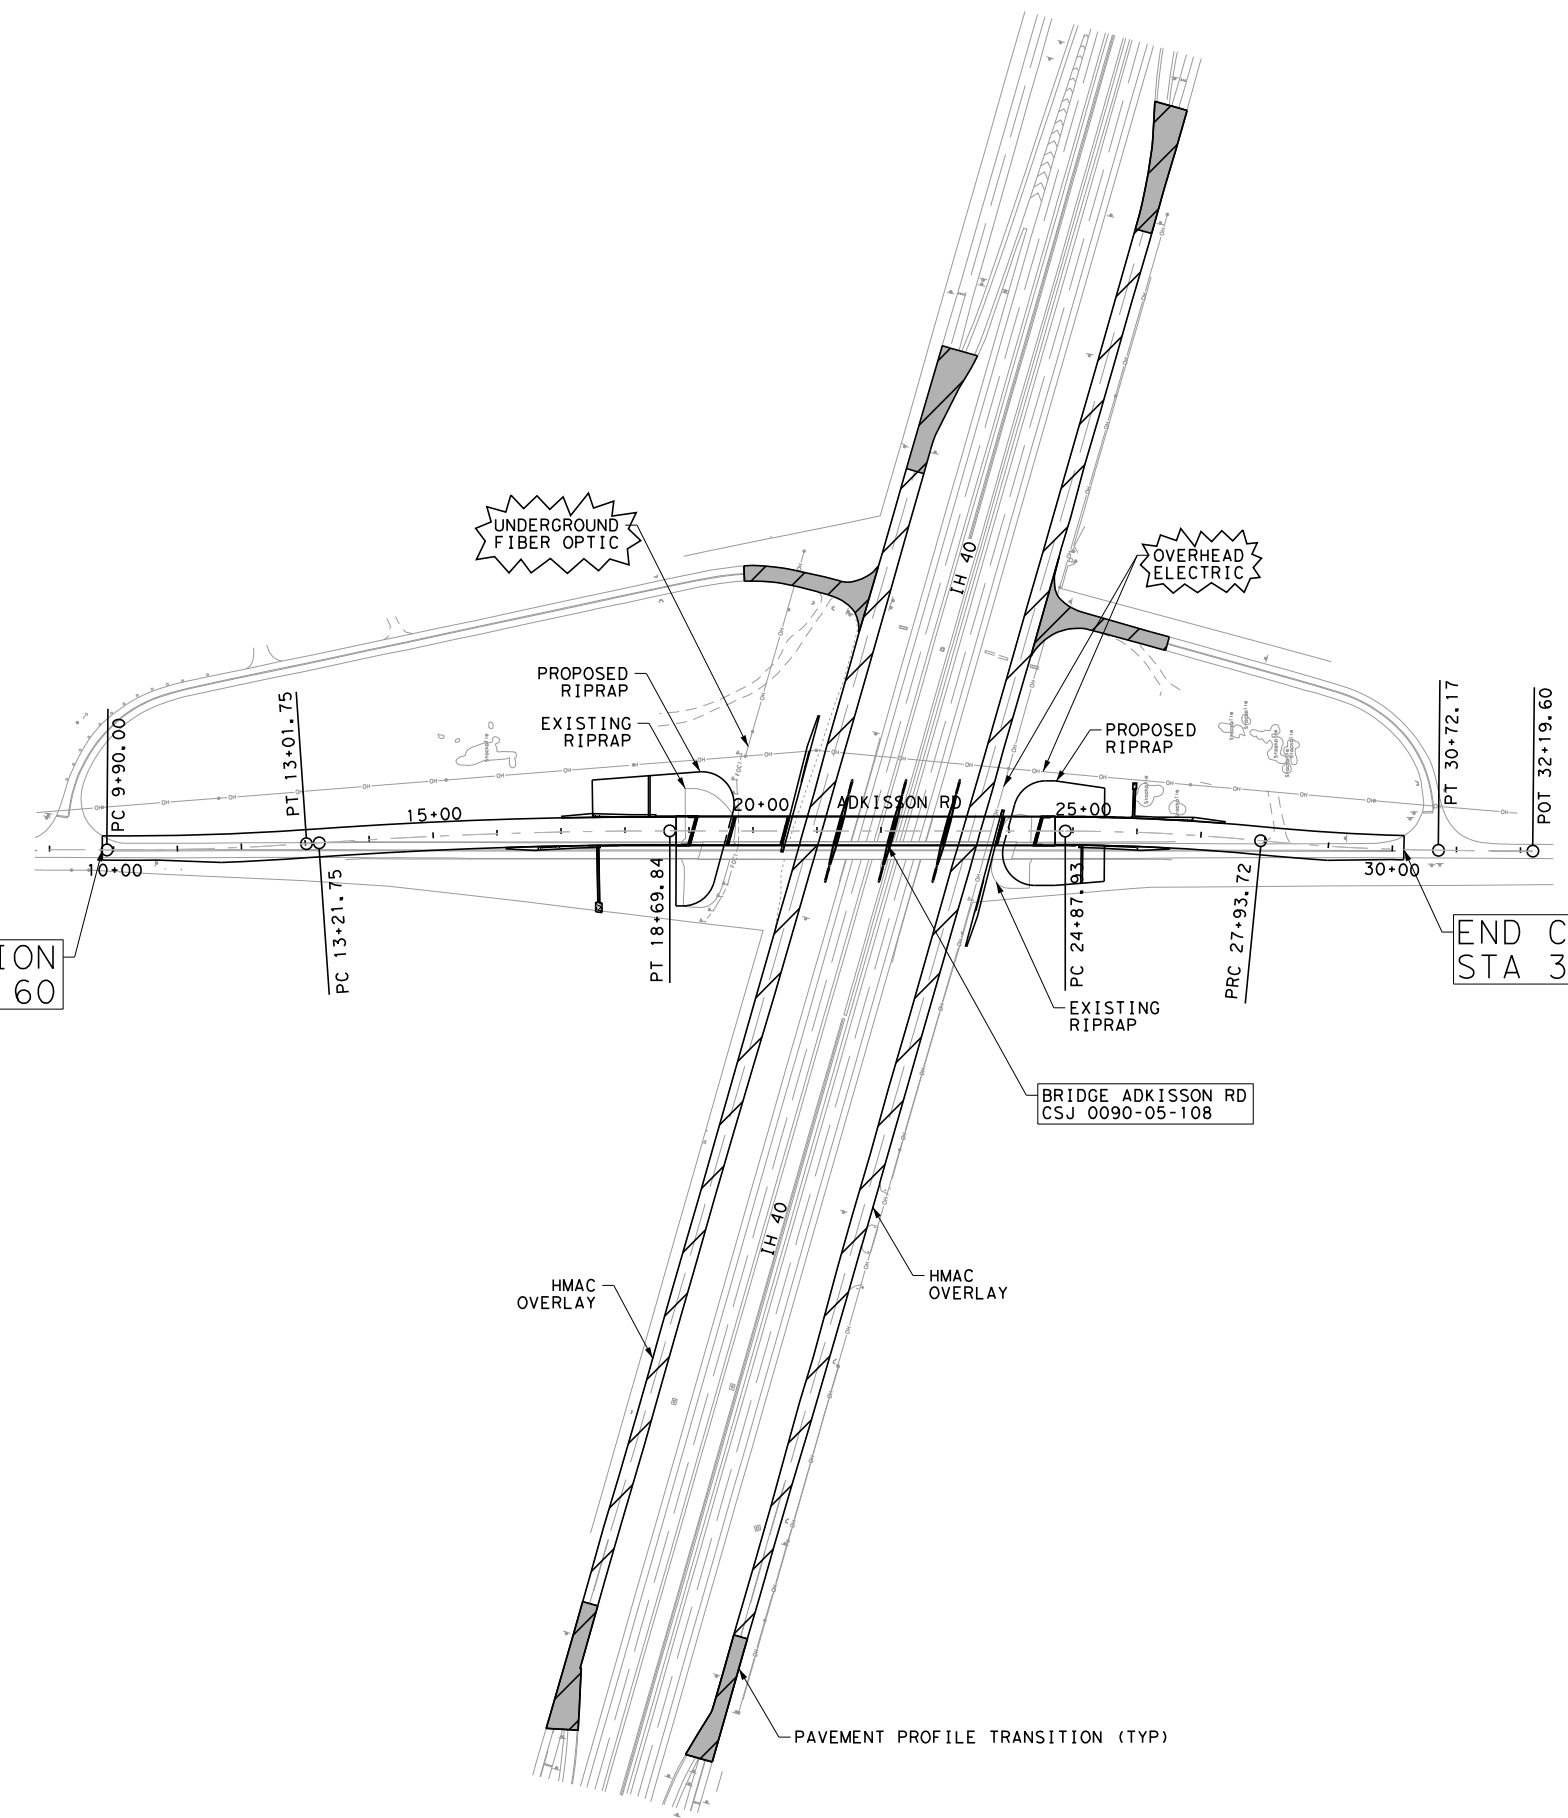 UNDERGROUND
FIBER OPTIC
OVERHEAD
ELECTRIC
IH 40
PROPOSED
RIPRAP
EXISTING
RIPRAP
PROPOSED
RIPRAP
PC 9+90.00
PT 13+01.75
PT 30+72.17
POT 32+19.60
15+00
20+00
ADKISSON RD
25+00
10+00
30+00
PC 13+21.75
PT 18+69.84
PC 24+87.93
PRC 27+93.72
ION
60
END C
STA 3
EXISTING
RIPRAP
BRIDGE ADKISSON RD
CSJ 0090-05-108
IH 40
HMAC
OVERLAY
HMAC
OVERLAY
PAVEMENT PROFILE TRANSITION (TYP)